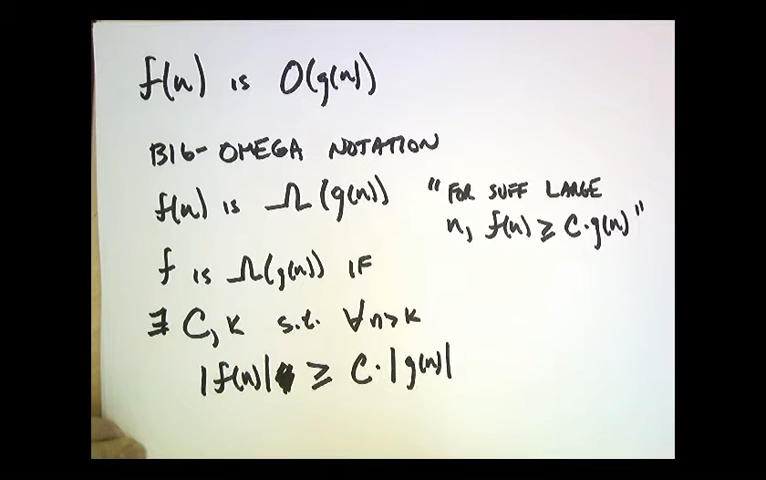 f(n) is O(g(n))
BIG-OMEGA NOTATION
f(n) is Ω(g(n)) "FOR SUFF LARGE
n, f(n) ≥ C·g(n)"
f is Ω(g(n)) IF
∃ C, k s.t. ∀n>k
|f(n)| ≥ C·|g(n)|